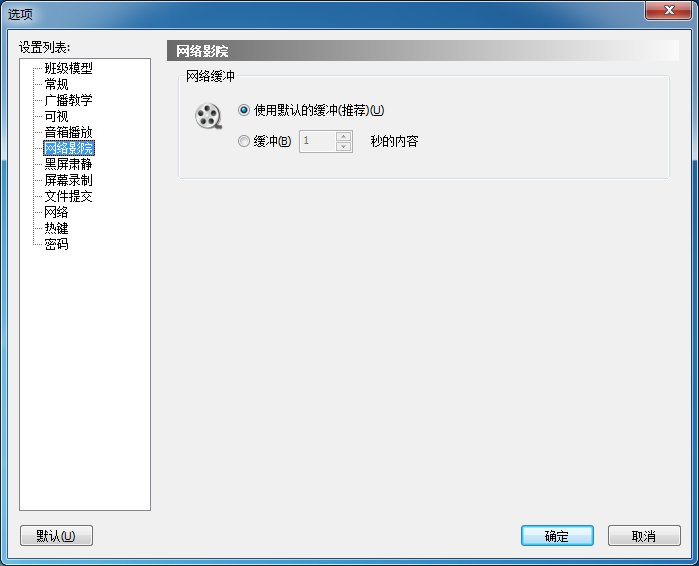 选项
设置列表:
班级模型
常规
广播教学
可视
音箱播放
网络影院
黑屏肃静
屏幕录制
文件提交
网络
热键
密码
网络影院
网络缓冲
使用默认的缓冲(推荐)(U)
缓冲(B) 1 秒的内容
默认(U) 确定 取消